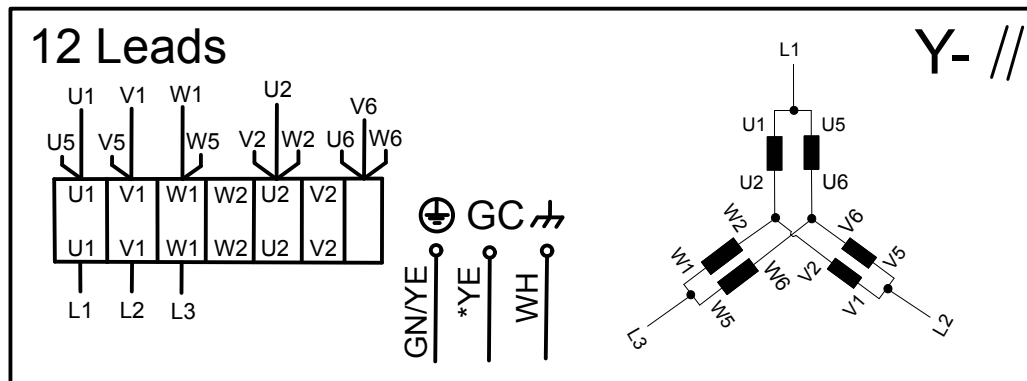 12 Leads
Y- //
U1 V1 W1 U2 V6
U5 V5 W5 V2 W2 U6 W6
U1 V1 W1 W2 U2 V2
U1 V1 W1 W2 U2 V2
L1 L2 L3
GC
GN/YE
*YE
WH
L1
U1 U5
U2 U6
W2 V6
W1 W6 V2 V5
W5 V1
L3 L2